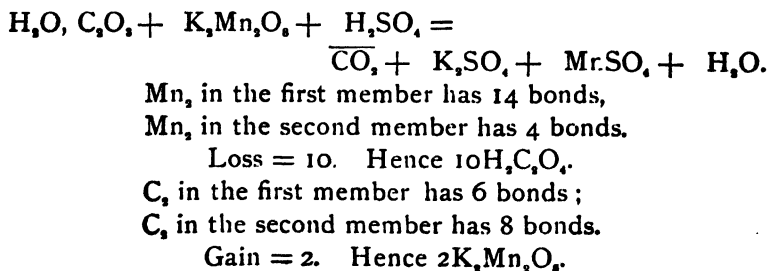 H₂O, C₂O₃ + K₂Mn₂O₈ + H₂SO₄ =
CO₂ + K₂SO₄ + Mr.SO₄ + H₂O.
Mn₂ in the first member has 14 bonds,
Mn₂ in the second member has 4 bonds.
Loss = 10. Hence 10H₂C₂O₄.
C₂ in the first member has 6 bonds;
C₂ in the second member has 8 bonds.
Gain = 2. Hence 2K₂Mn₂O₈.